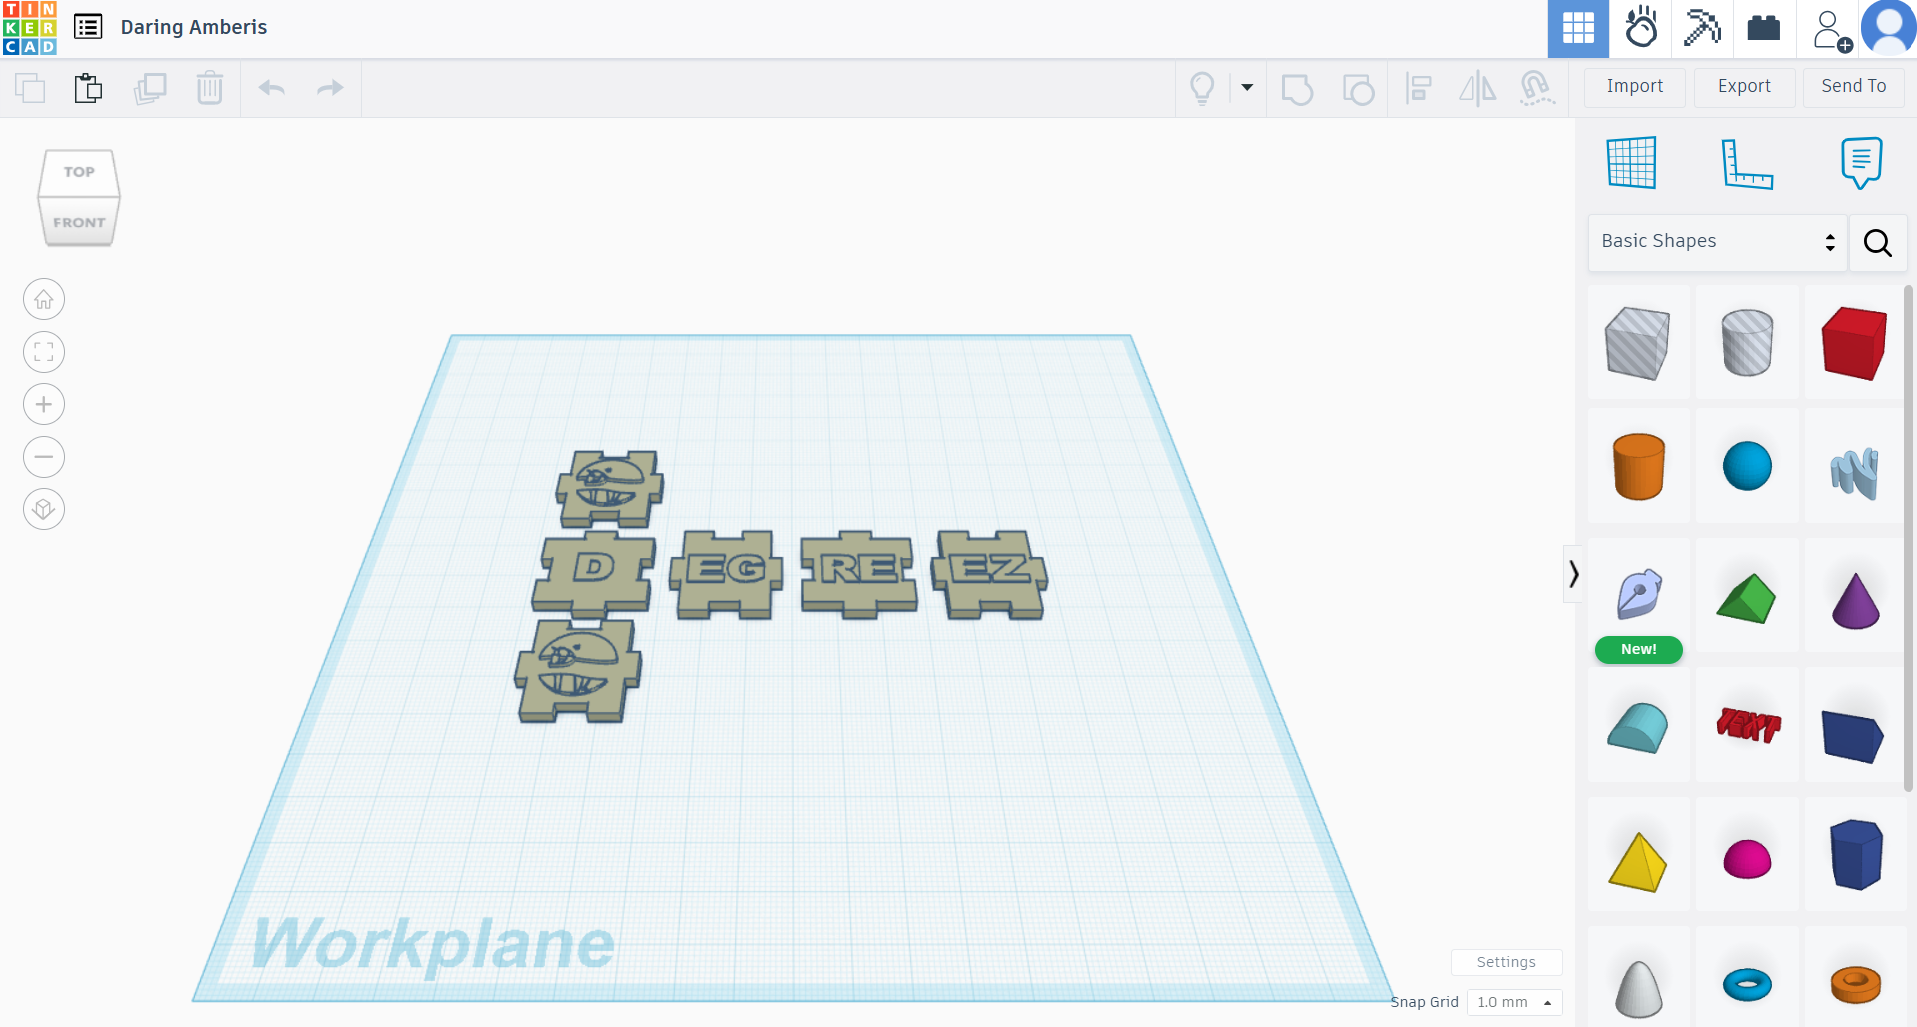 TIN
KER
CAD
Daring Amberis
Import
Export
Send To
TOP
FRONT
Basic Shapes
D
EG
RE
EZ
New!
TEXT
Workplane
Settings
Snap Grid
1.0 mm